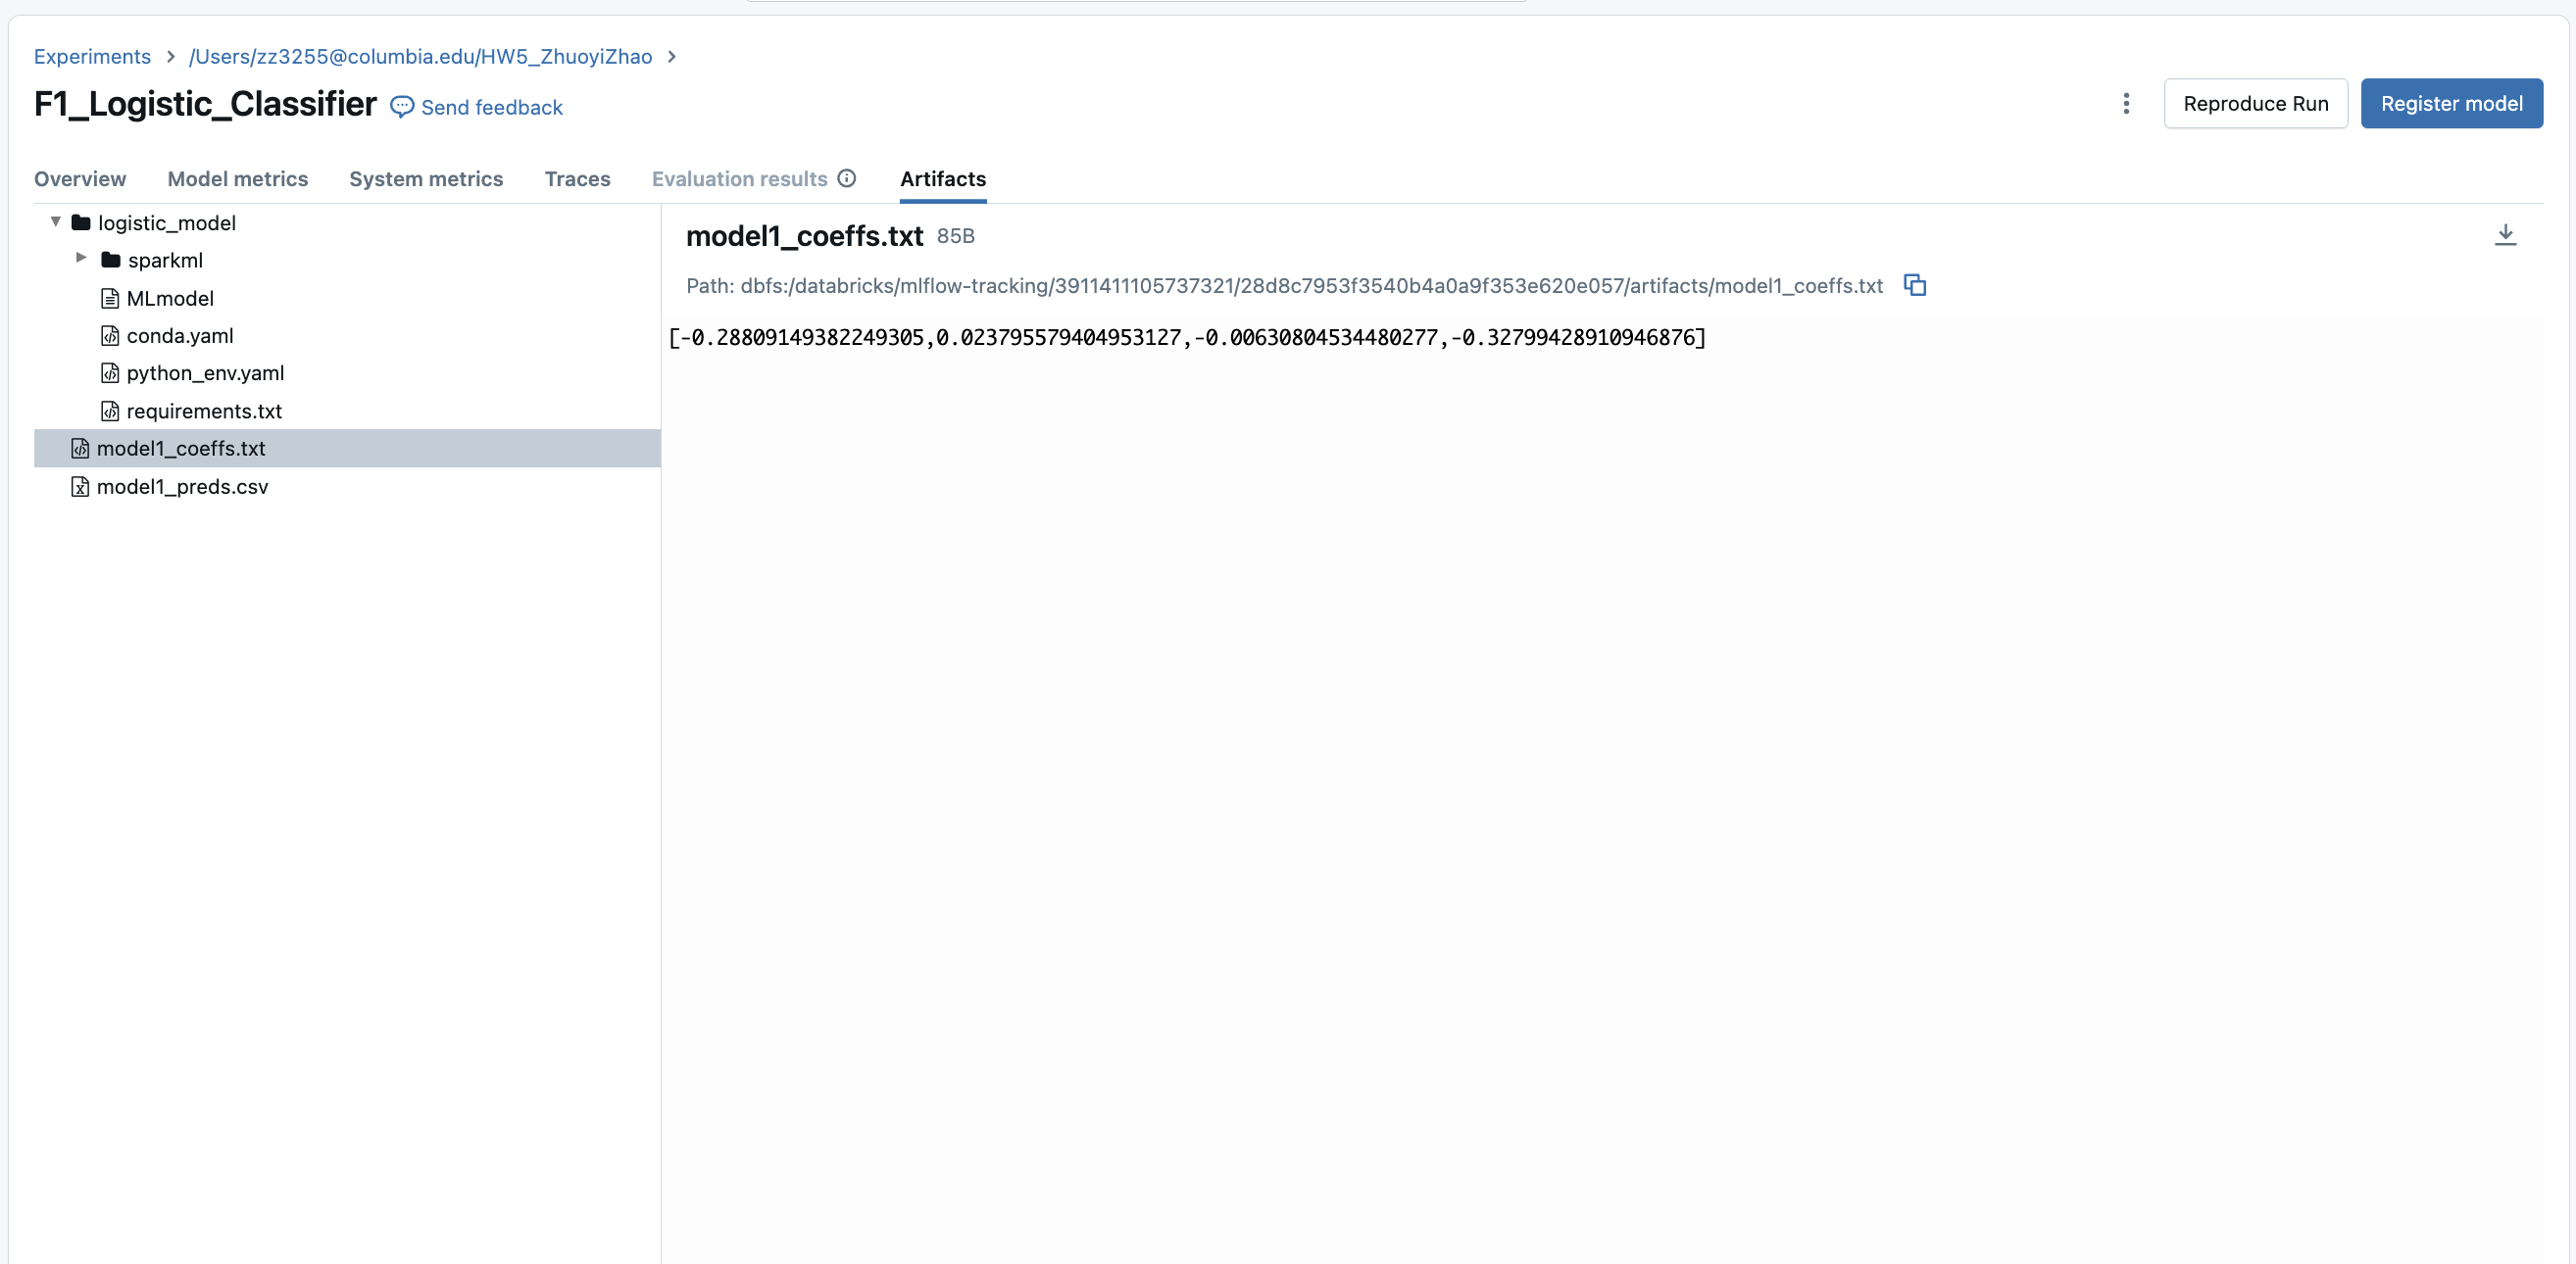 Experiments > /Users/zz3255@columbia.edu/HW5_ZhuoyiZhao >
F1_Logistic_Classifier Send feedback
Reproduce Run
Register model
Overview Model metrics System metrics Traces Evaluation results Artifacts
logistic_model
sparkml
MLmodel
conda.yaml
python_env.yaml
requirements.txt
model1_coeffs.txt
model1_preds.csv
model1_coeffs.txt 85B
Path: dbfs:/databricks/mlflow-tracking/3911411105737321/28d8c7953f3540b4a0a9f353e620e057/artifacts/model1_coeffs.txt
[-0.28809149382249305,0.023795579404953127,-0.00630804534480277,-0.32799428910946876]